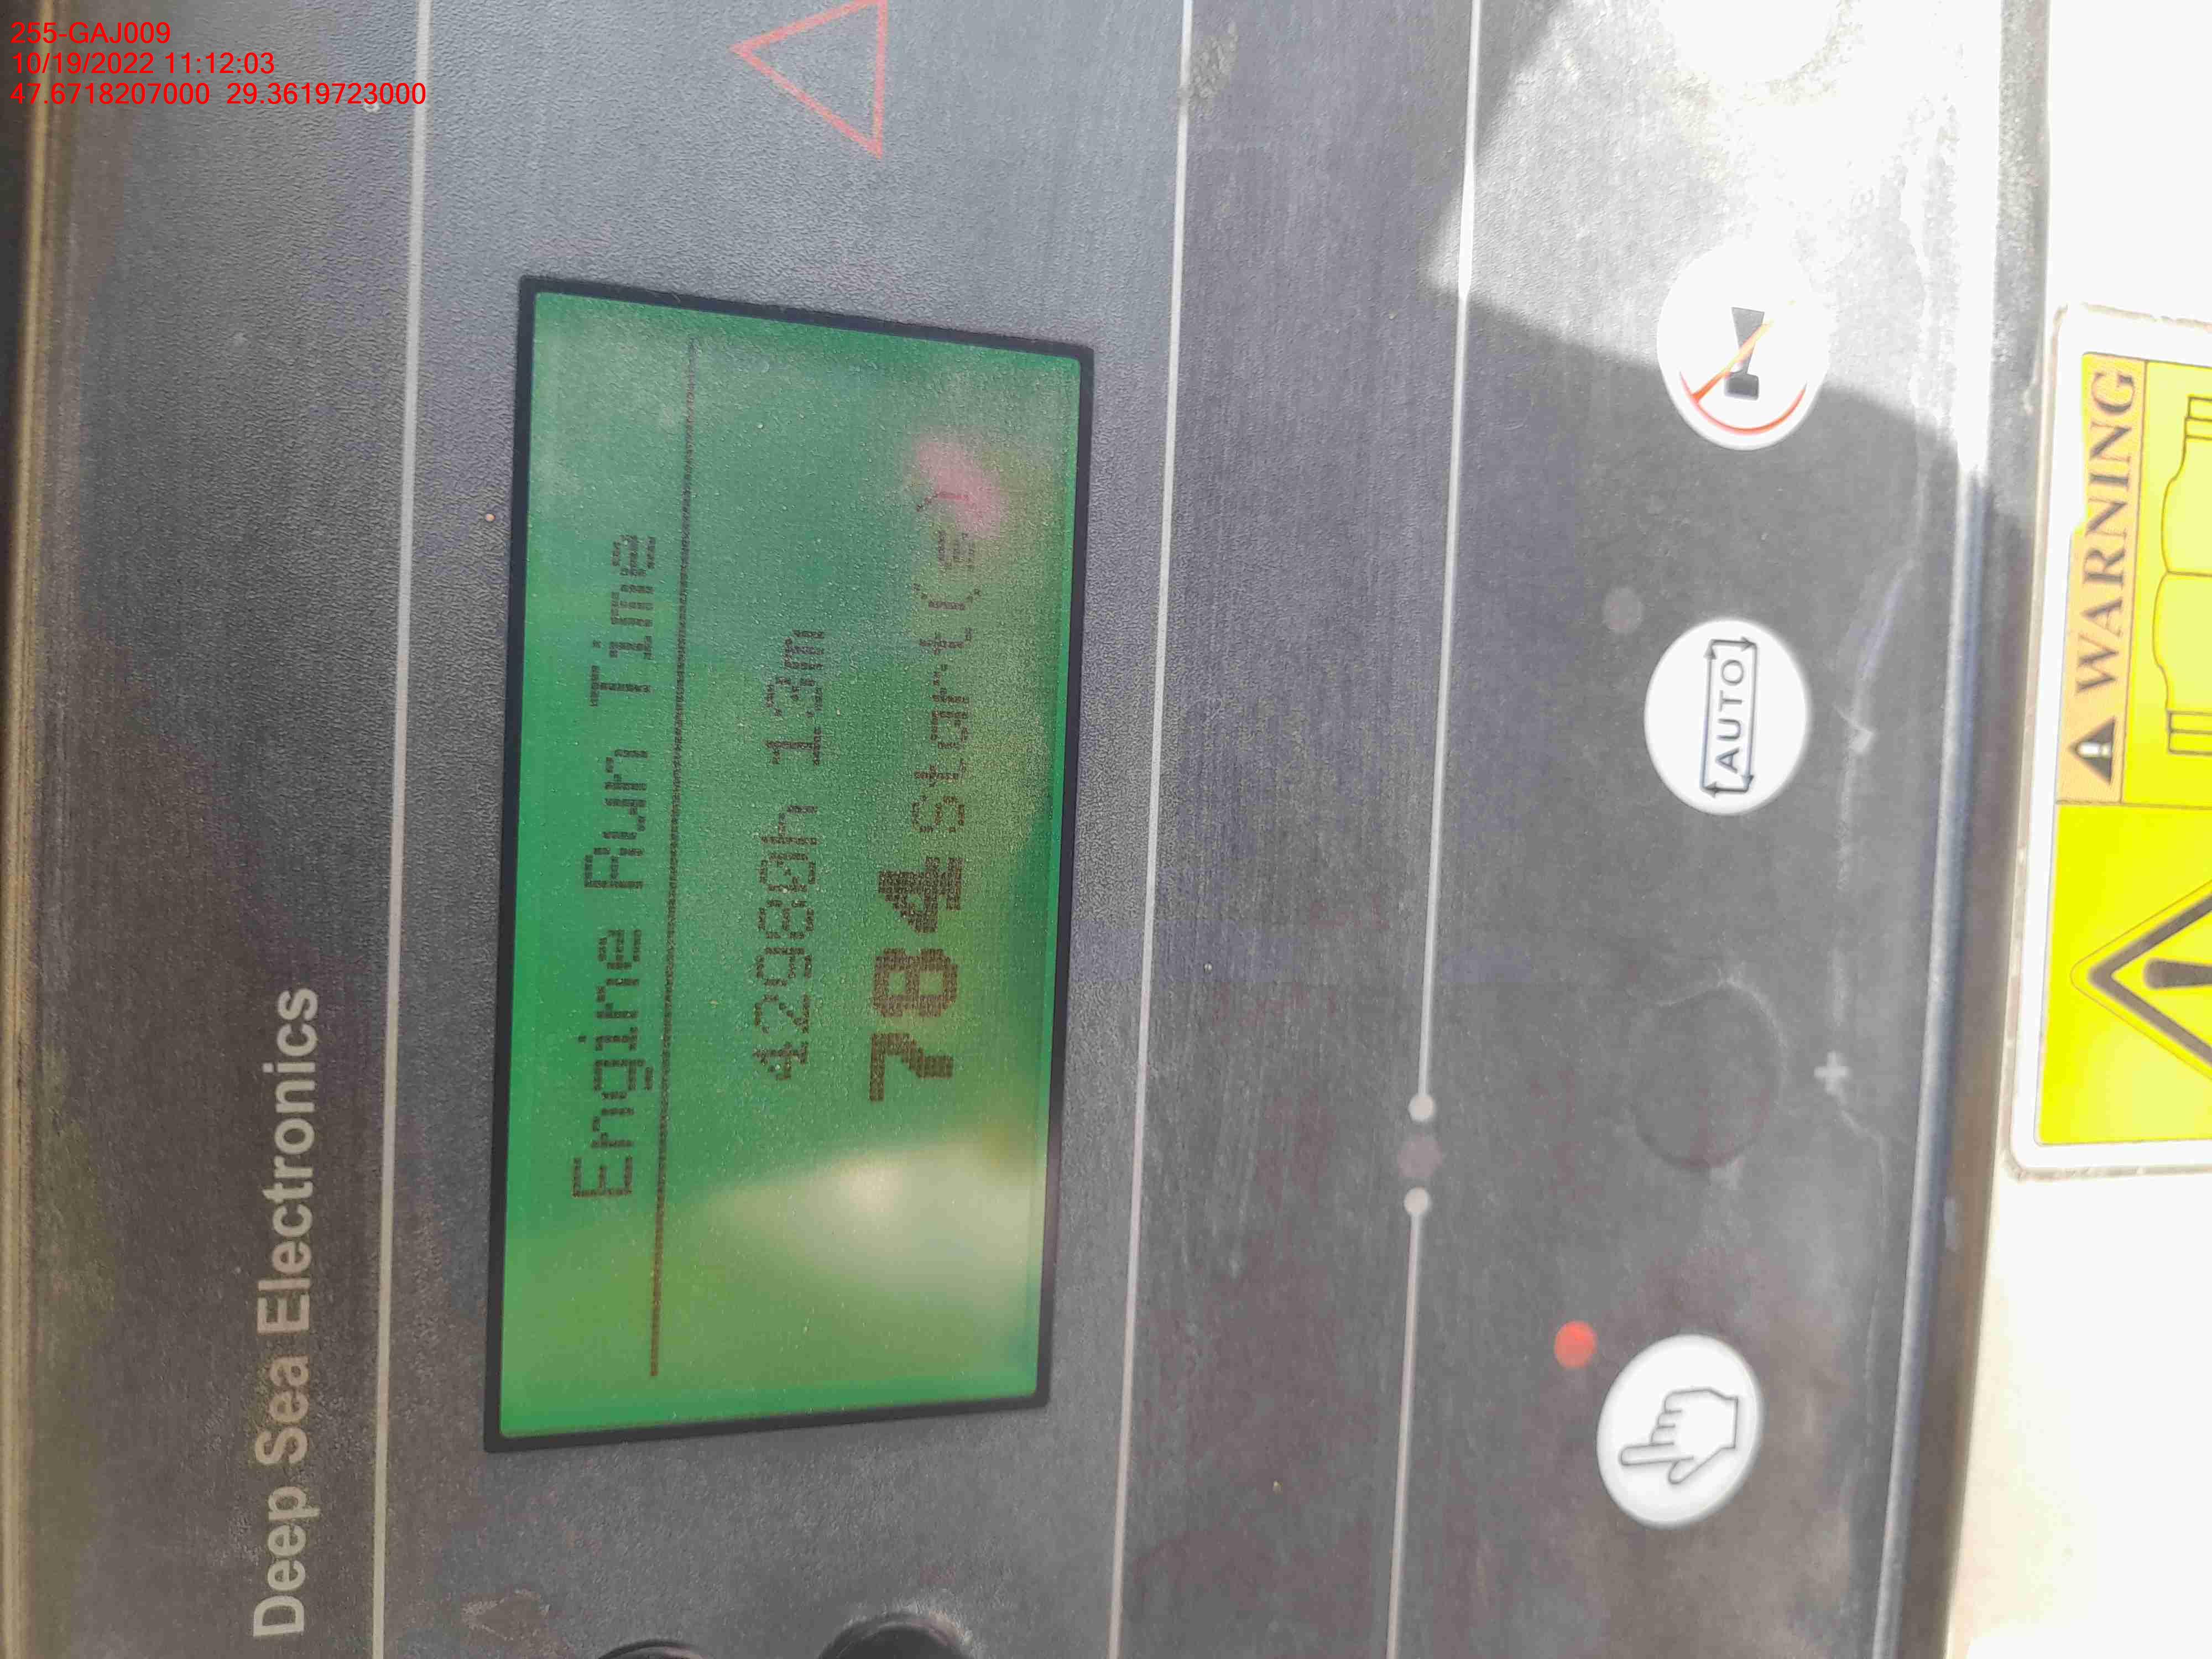 255-GAJ009
10/19/2022 11:12:03
47.6718207000 29.3619723000
Deep Sea Electronics
Engine Run Time
42980h 13m
784 start(s)
AUTO
WARNING